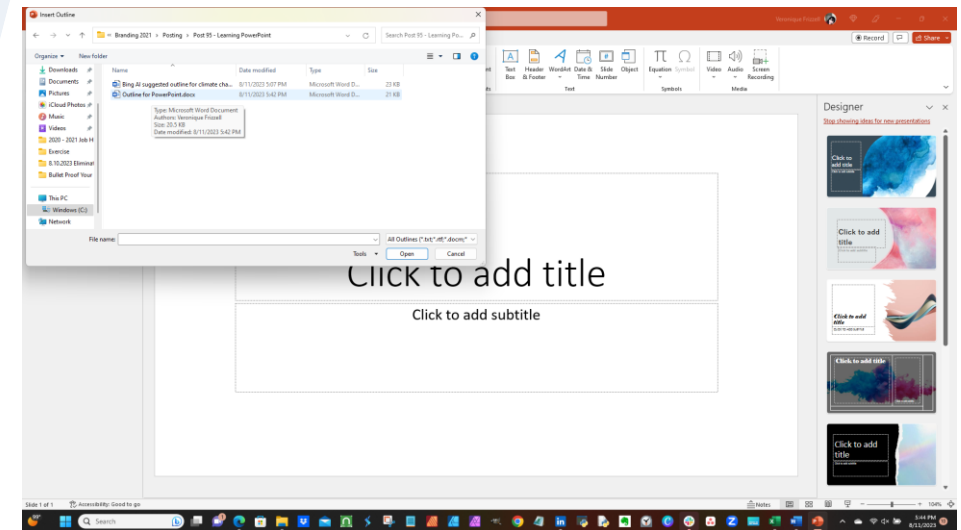 Insert Outline
Branding 2021 > Posting > Post 95 - Learning PowerPoint
Search Post 95 - Learning Po...
Organize New folder
Name Date modified Type Size
Bing AI suggested outline for climate cha... 8/11/2023 5:07 PM Microsoft Word D... 23 KB
Outline for PowerPoint.docx 8/11/2023 5:42 PM Microsoft Word D... 21 KB
Type: Microsoft Word Document
Authors: Veronique Frizzell
Size: 20.5 KB
Date modified: 8/11/2023 5:42 PM
Downloads
Documents
Pictures
iCloud Photos
Music
Videos
2020 - 2021 Job H
Exercise
8.10.2023 Eliminat
Bullet Proof Your
This PC
Windows (C:)
Network
File name:
All Outlines (*.txt;*.rtf;*.docm;*
Tools Open Cancel
Veronique Frizzell
Record Share
Text Box
Header & Footer
WordArt
Date & Time
Slide Number
Object
Equation
Symbol
Video
Audio
Screen Recording
Text
Symbols
Media
Click to add title
Click to add subtitle
Designer
Stop showing ideas for new presentations
Click to add title
Click to add title
Click to add title
Click to add title
Click to add title
Slide 1 of 1 Accessibility: Good to go
Notes 104%
Search
5:44 PM
8/11/2023